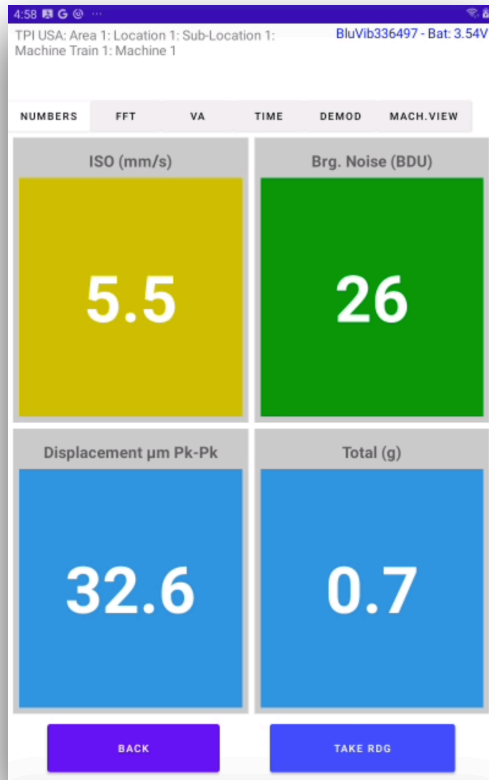 4:58
TPI USA: Area 1: Location 1: Sub-Location 1:
Machine Train 1: Machine 1
BluVib336497 - Bat: 3.54V
NUMBERS FFT VA TIME DEMOD MACH.VIEW
ISO (mm/s) Brg. Noise (BDU)
5.5 26
Displacement µm Pk-Pk Total (g)
32.6 0.7
BACK TAKE RDG